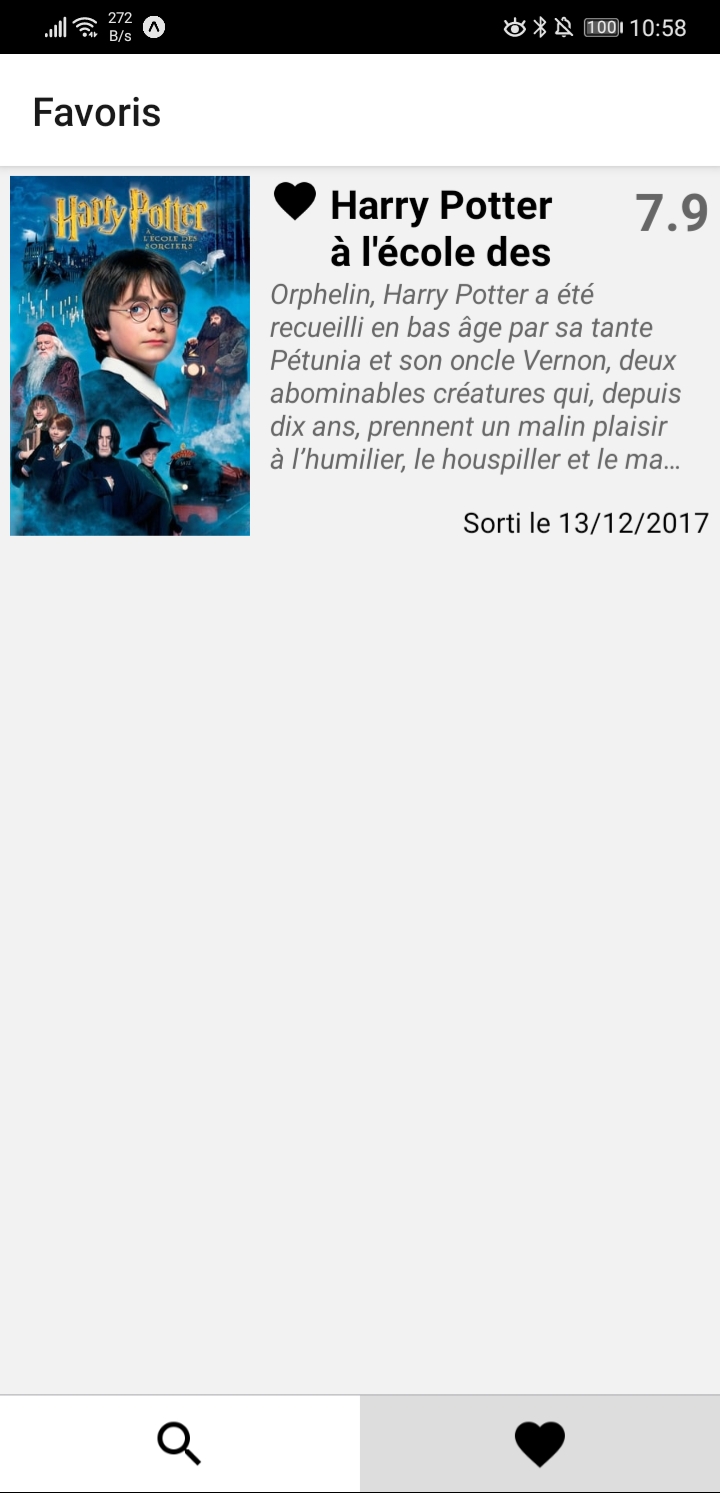 272
B/s
100
10:58
Favoris
Harry Potter
À
L'ÉCOLE DES
SORCIERS
Harry Potter
à l'école des
7.9
Orphelin, Harry Potter a été
recueilli en bas âge par sa tante
Pétunia et son oncle Vernon, deux
abominables créatures qui, depuis
dix ans, prennent un malin plaisir
à l’humilier, le houspiller et le ma…
Sorti le 13/12/2017